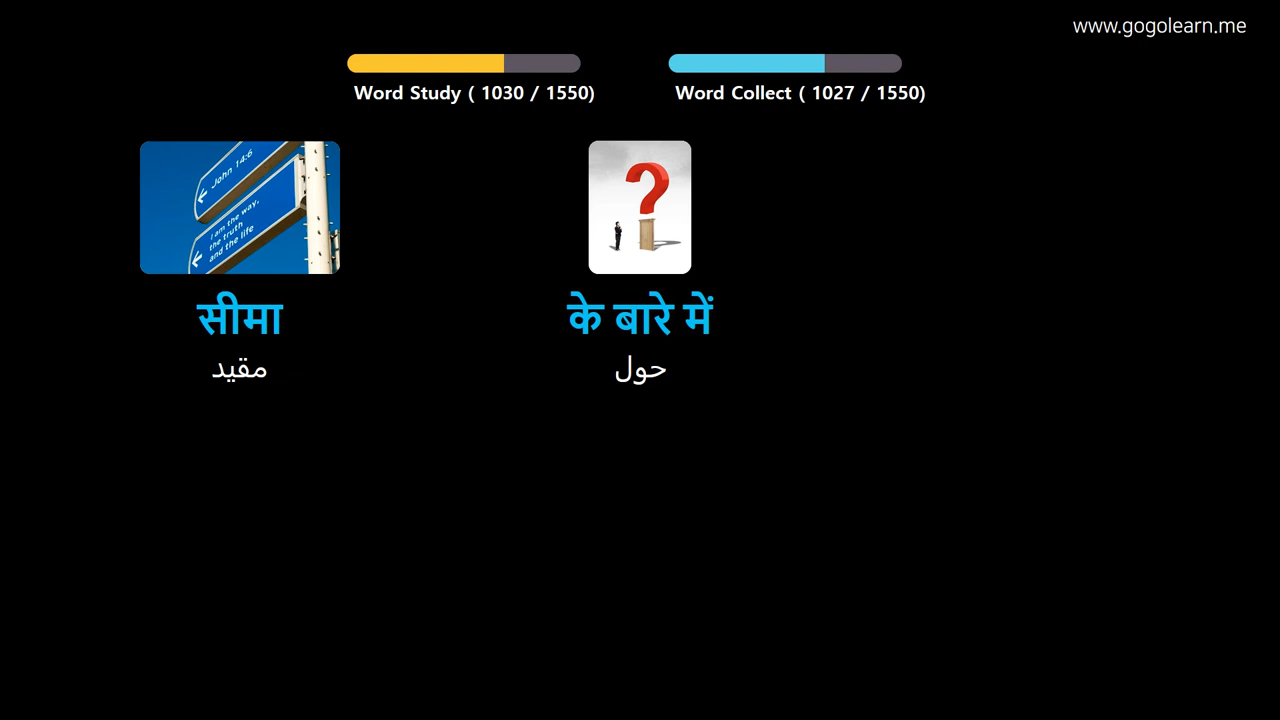 www.gogolearn.me
Word Study ( 1030 / 1550)
Word Collect ( 1027 / 1550)
John 14:6
I am the way,
the truth
and the life
सीमा
के बारे में
مقيد
حول